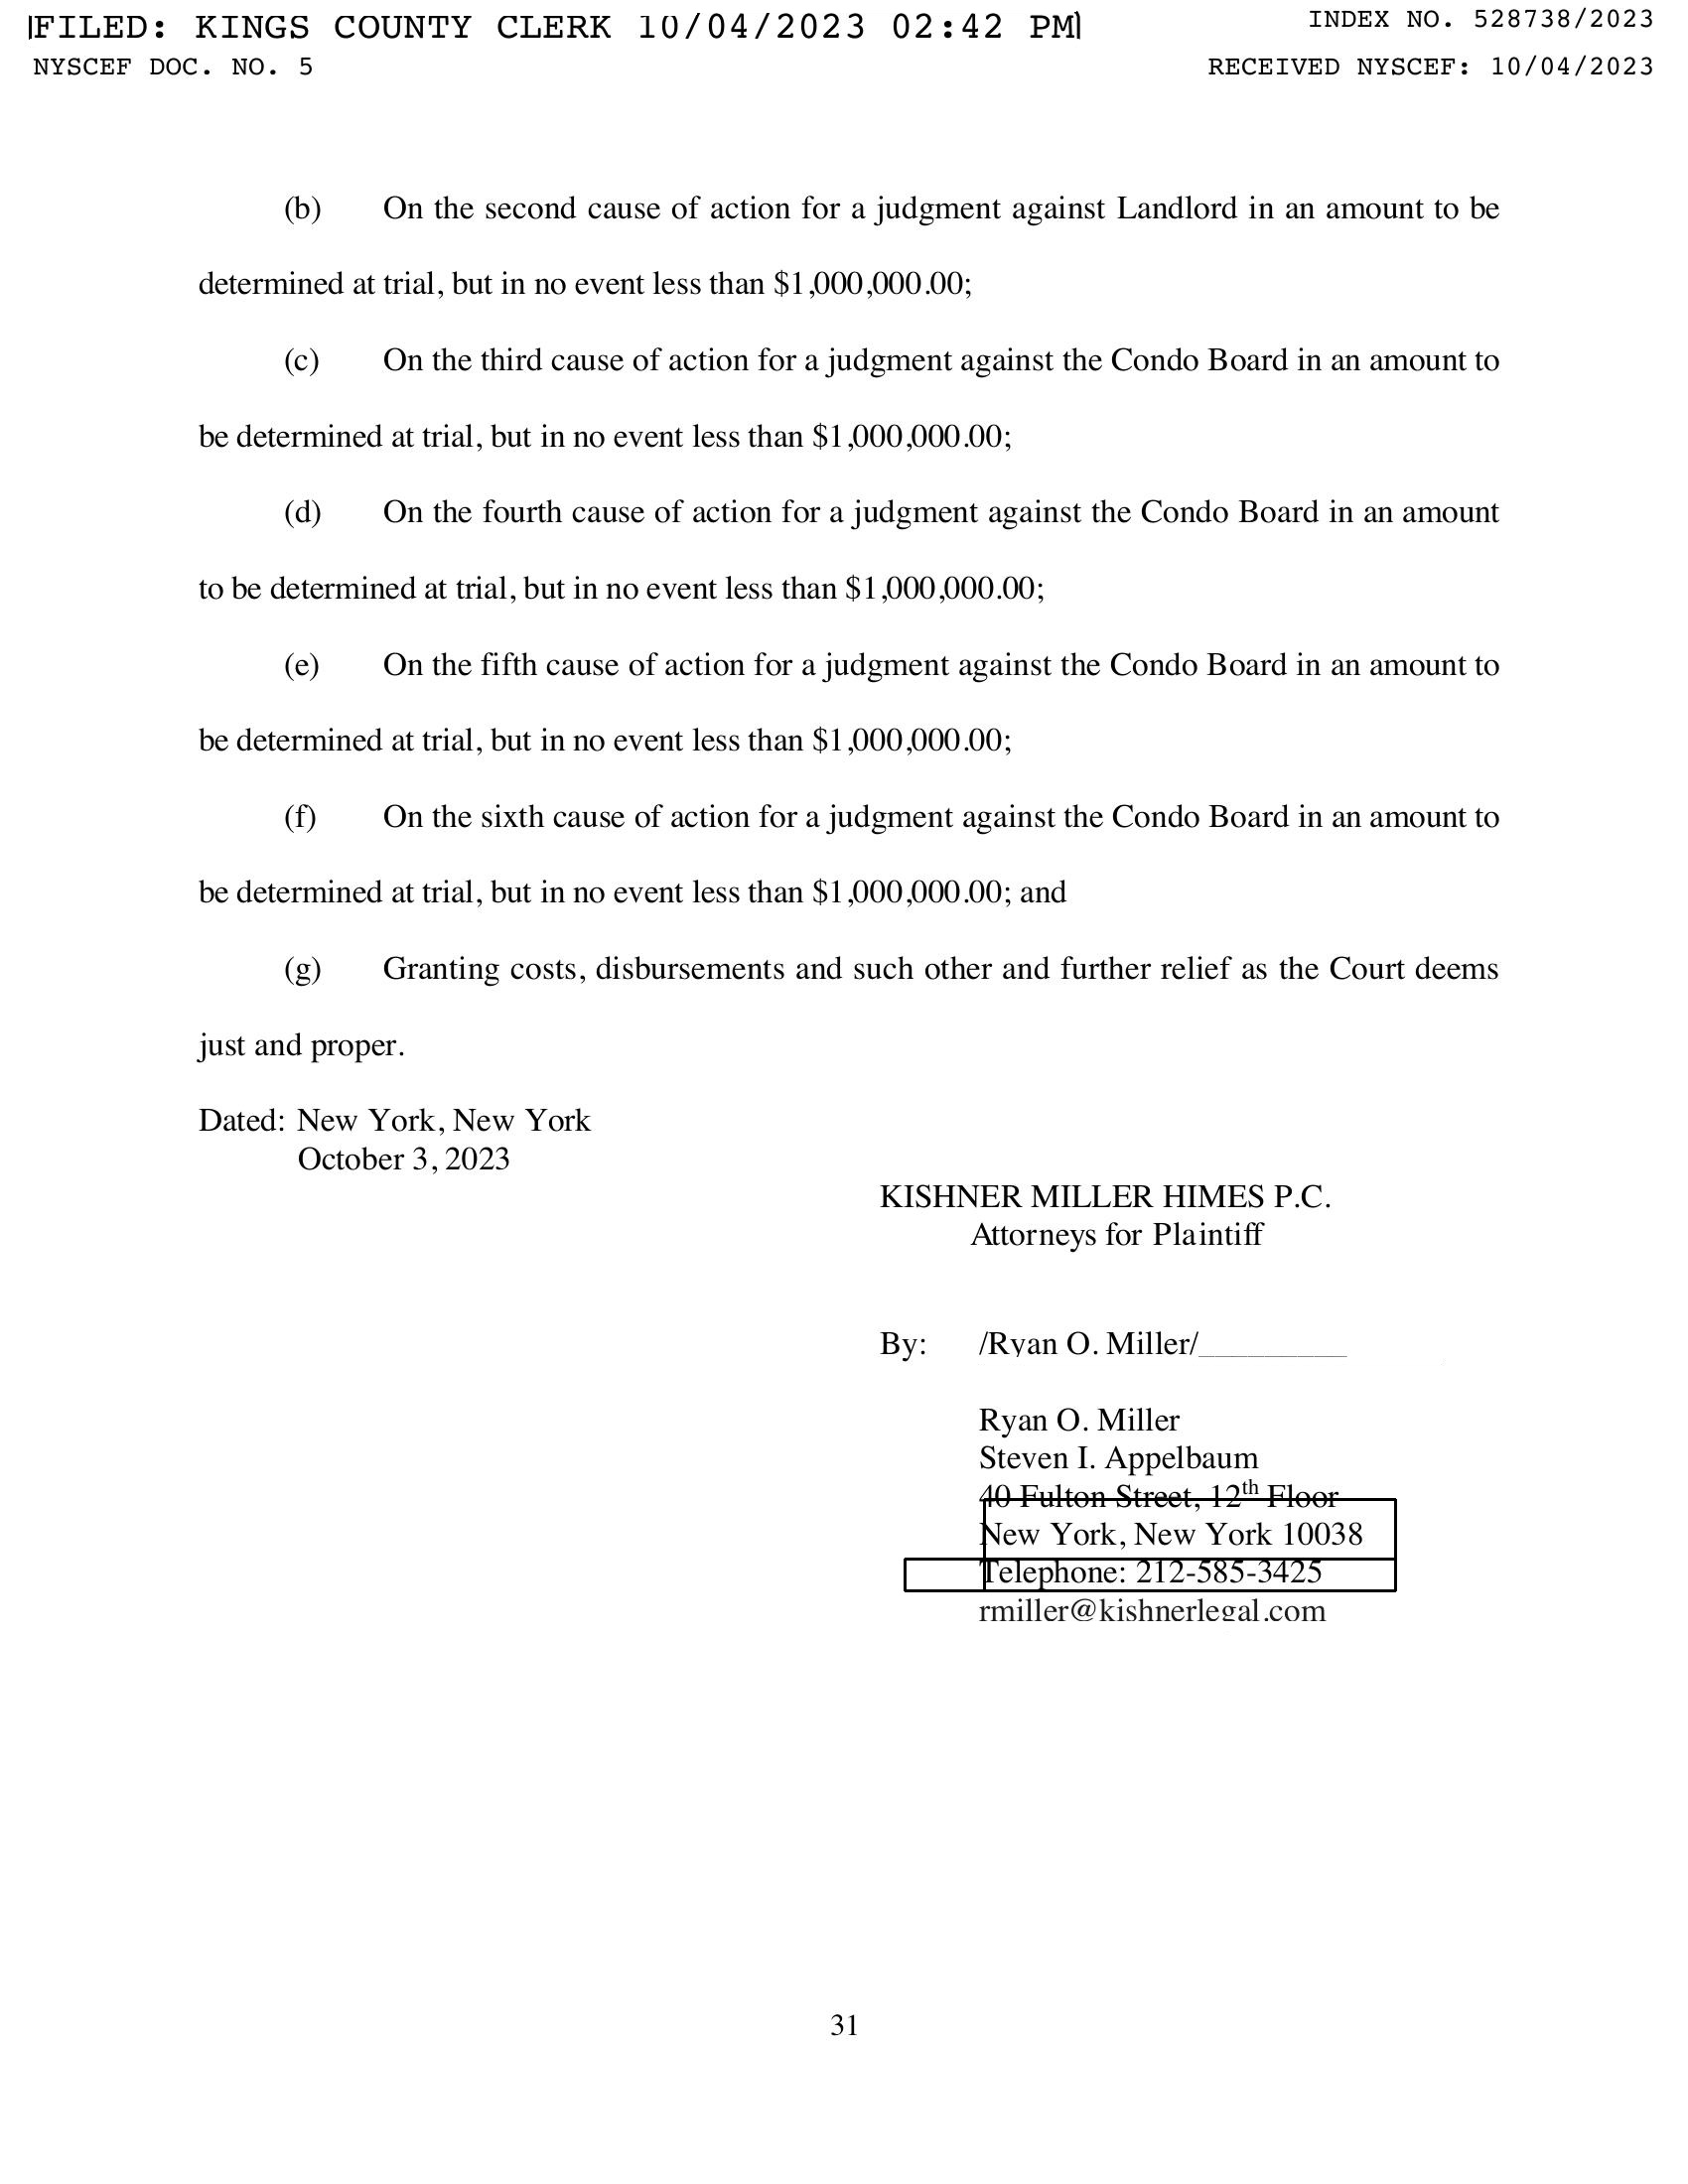 FILED: KINGS COUNTY CLERK 10/04/2023 02:42 PM
INDEX NO. 528738/2023
NYSCEF DOC. NO. 5
RECEIVED NYSCEF: 10/04/2023
(b) On the second cause of action for a judgment against Landlord in an amount to be
determined at trial, but in no event less than $1,000,000.00;
(c) On the third cause of action for a judgment against the Condo Board in an amount to
be determined at trial, but in no event less than $1,000,000.00;
(d) On the fourth cause of action for a judgment against the Condo Board in an amount
to be determined at trial, but in no event less than $1,000,000.00;
(e) On the fifth cause of action for a judgment against the Condo Board in an amount to
be determined at trial, but in no event less than $1,000,000.00;
(f) On the sixth cause of action for a judgment against the Condo Board in an amount to
be determined at trial, but in no event less than $1,000,000.00; and
(g) Granting costs, disbursements and such other and further relief as the Court deems
just and proper.
Dated: New York, New York
October 3, 2023
KISHNER MILLER HIMES P.C.
Attorneys for Plaintiff
By: /Ryan O. Miller/_________
Ryan O. Miller
Steven I. Appelbaum
40 Fulton Street, 12th Floor
New York, New York 10038
Telephone: 212-585-3425
rmiller@kishnerlegal.com
31